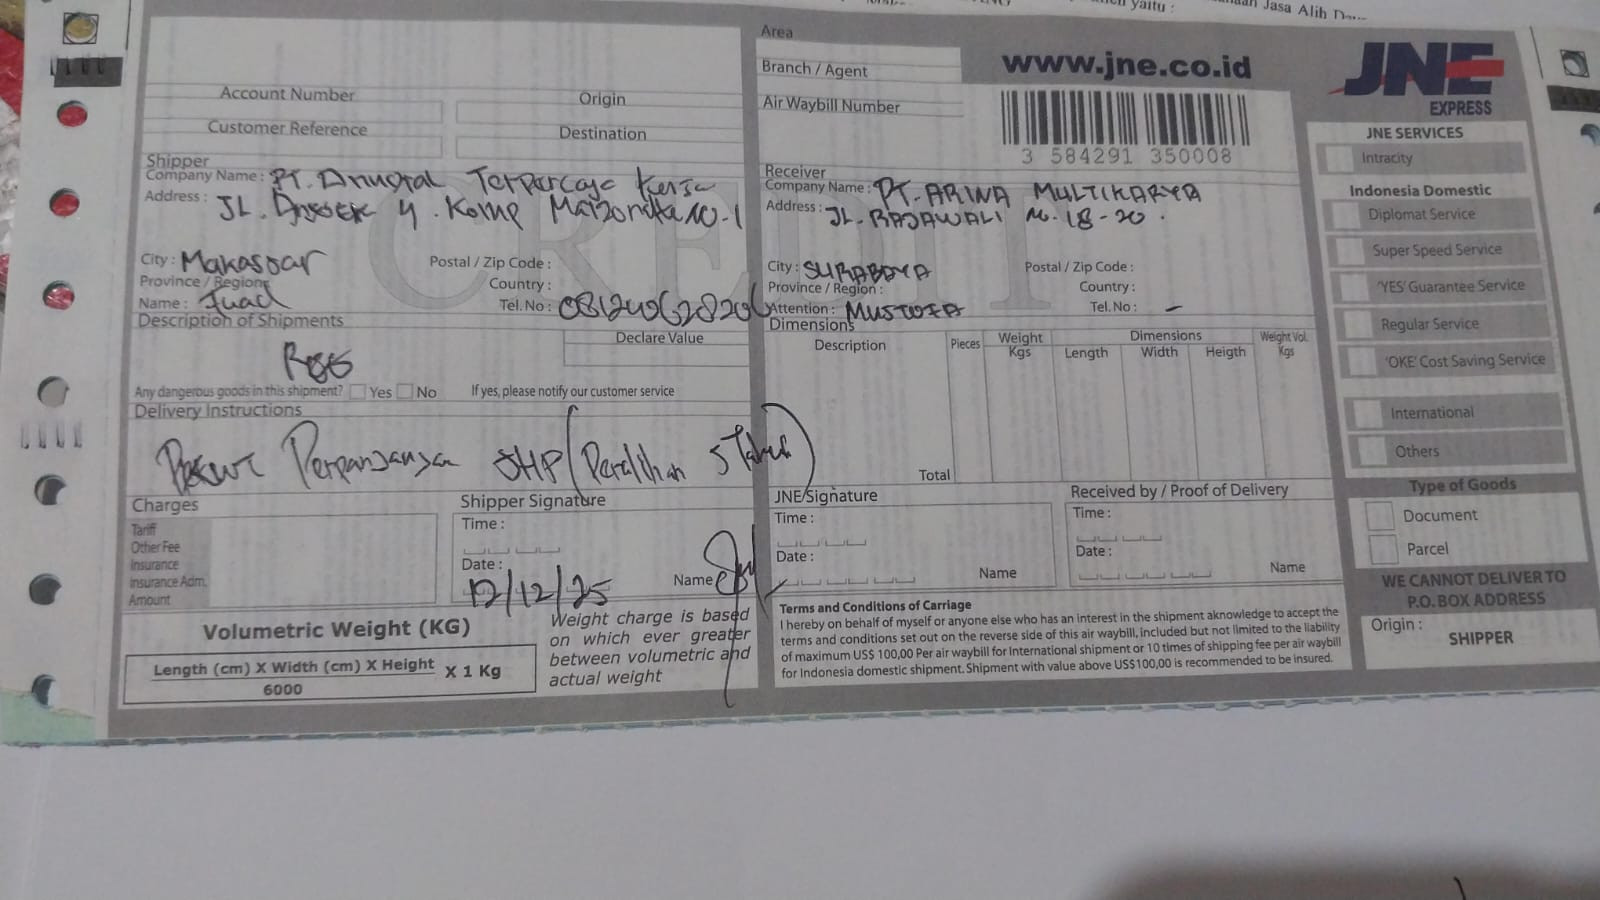 Jasa Alih
yaitu :
Area
Branch / Agent
www.jne.co.id
JNE
EXPRESS
Account Number
Origin
Air Waybill Number
Customer Reference
Destination
3 584291 350008
JNE SERVICES
Intracity
Indonesia Domestic
Diplomat Service
Super Speed Service
'YES' Guarantee Service
Regular Service
'OKE' Cost Saving Service
International
Others
Type of Goods
Document
Parcel
WE CANNOT DELIVER TO
P.O. BOX ADDRESS
Origin :
SHIPPER
CREDIT
Shipper
Company Name : PT.
Address : JL. 4 . Komp No-1
City : Makassar
Postal / Zip Code :
Province / Region :
Country :
Name : Fuad
Tel. No :
Receiver
Company Name : PT. ARINA MULTIKARYA
Address : JL. RAJAWALI No. 18-20.
City : SURABAYA
Postal / Zip Code :
Province / Region :
Country :
Attention : MUSTOFA
Tel. No : -
Description of Shipments
Declare Value
Any dangerous goods in this shipment? Yes No If yes, please notify our customer service
Delivery Instructions
Perpanjangan (Peralihan 5 Tahun)
Dimensions
Description
Pieces
Weight
Kgs
Dimensions
Length Width Heigth
Weight Vol.
Kgs
Total
Charges
Tariff
Other Fee
Insurance
Insurance Adm.
Amount
Shipper Signature
Time :
Date :
12/12/25
Name
JNE Signature
Time :
Date :
Name
Received by / Proof of Delivery
Time :
Date :
Name
Volumetric Weight (KG)
Length (cm) X Width (cm) X Height
6000
X 1 Kg
Weight charge is based
on which ever greater
between volumetric and
actual weight
Terms and Conditions of Carriage
I hereby on behalf of myself or anyone else who has an interest in the shipment aknowledge to accept the
terms and conditions set out on the reverse side of this air waybill, included but not limited to the liability
of maximum US$ 100,00 Per air waybill for International shipment or 10 times of shipping fee per air waybill
for Indonesia domestic shipment. Shipment with value above US$100,00 is recommended to be insured.